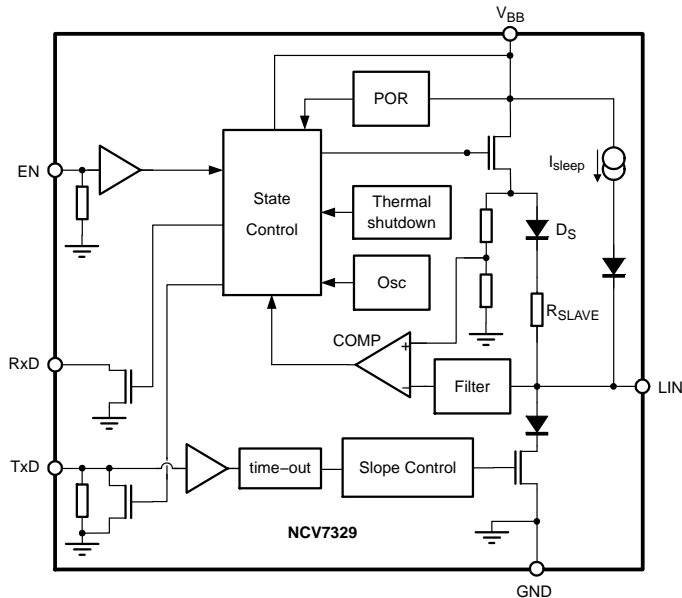 VBB
POR
EN
Isleep
State
Control
Thermal
shutdown
DS
Osc
RSLAVE
COMP
+
−
RxD
Filter
LIN
TxD
time−out
Slope Control
NCV7329
GND